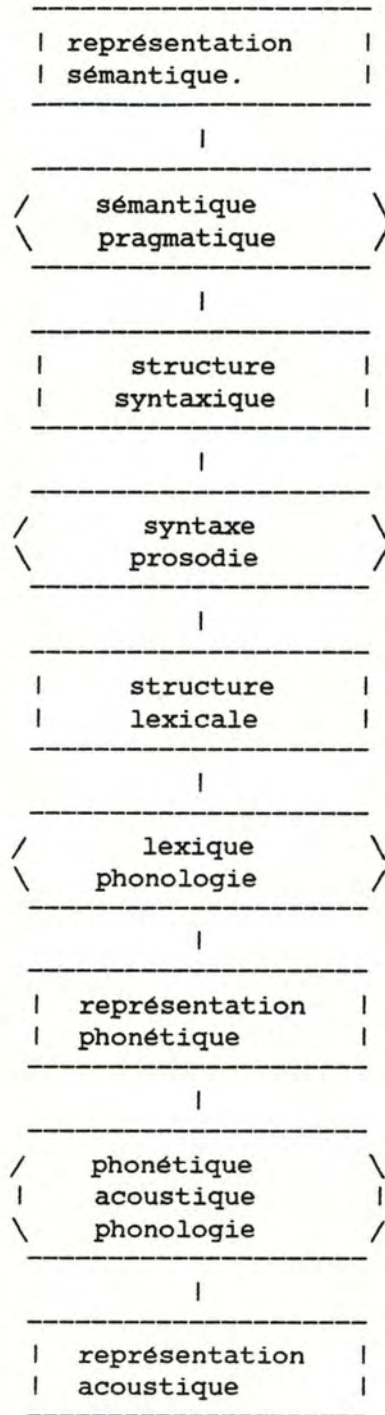 représentation
sémantique.
sémantique
pragmatique
structure
syntaxique
syntaxe
prosodie
structure
lexicale
lexique
phonologie
représentation
phonétique
phonétique
acoustique
phonologie
représentation
acoustique